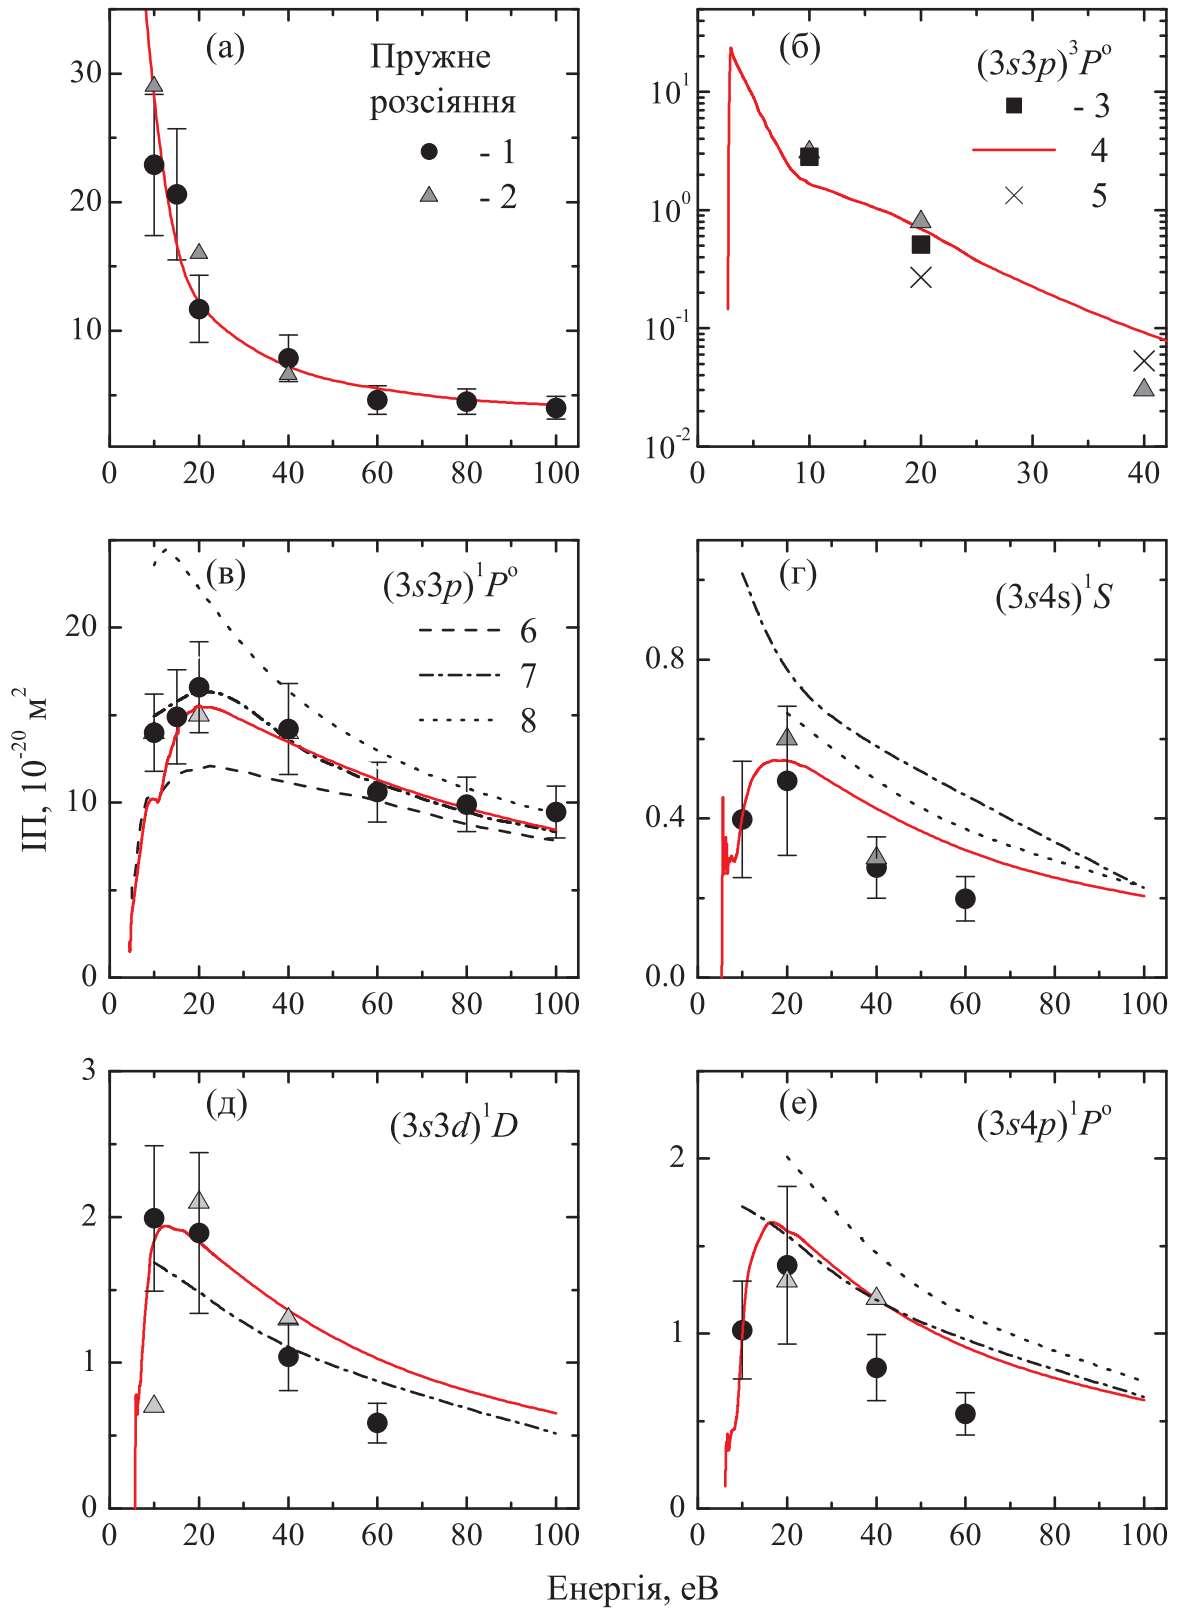 (а)
Пружне
розсіяння
- 1
- 2
30
20
10
0 20 40 60 80 100
(б)
(3s3p)³Pᵒ
- 3
4
5
10¹
10⁰
10⁻¹
10⁻²
0 10 20 30 40
(в)
(3s3p)¹Pᵒ
6
7
8
20
10
0
0 20 40 60 80 100
(г)
(3s4s)¹S
0.8
0.4
0.0
0 20 40 60 80 100
ІП, 10⁻²⁰ м²
(д)
(3s3d)¹D
3
2
1
0
0 20 40 60 80 100
(е)
(3s4p)¹Pᵒ
2
1
0
0 20 40 60 80 100
Енергія, еВ